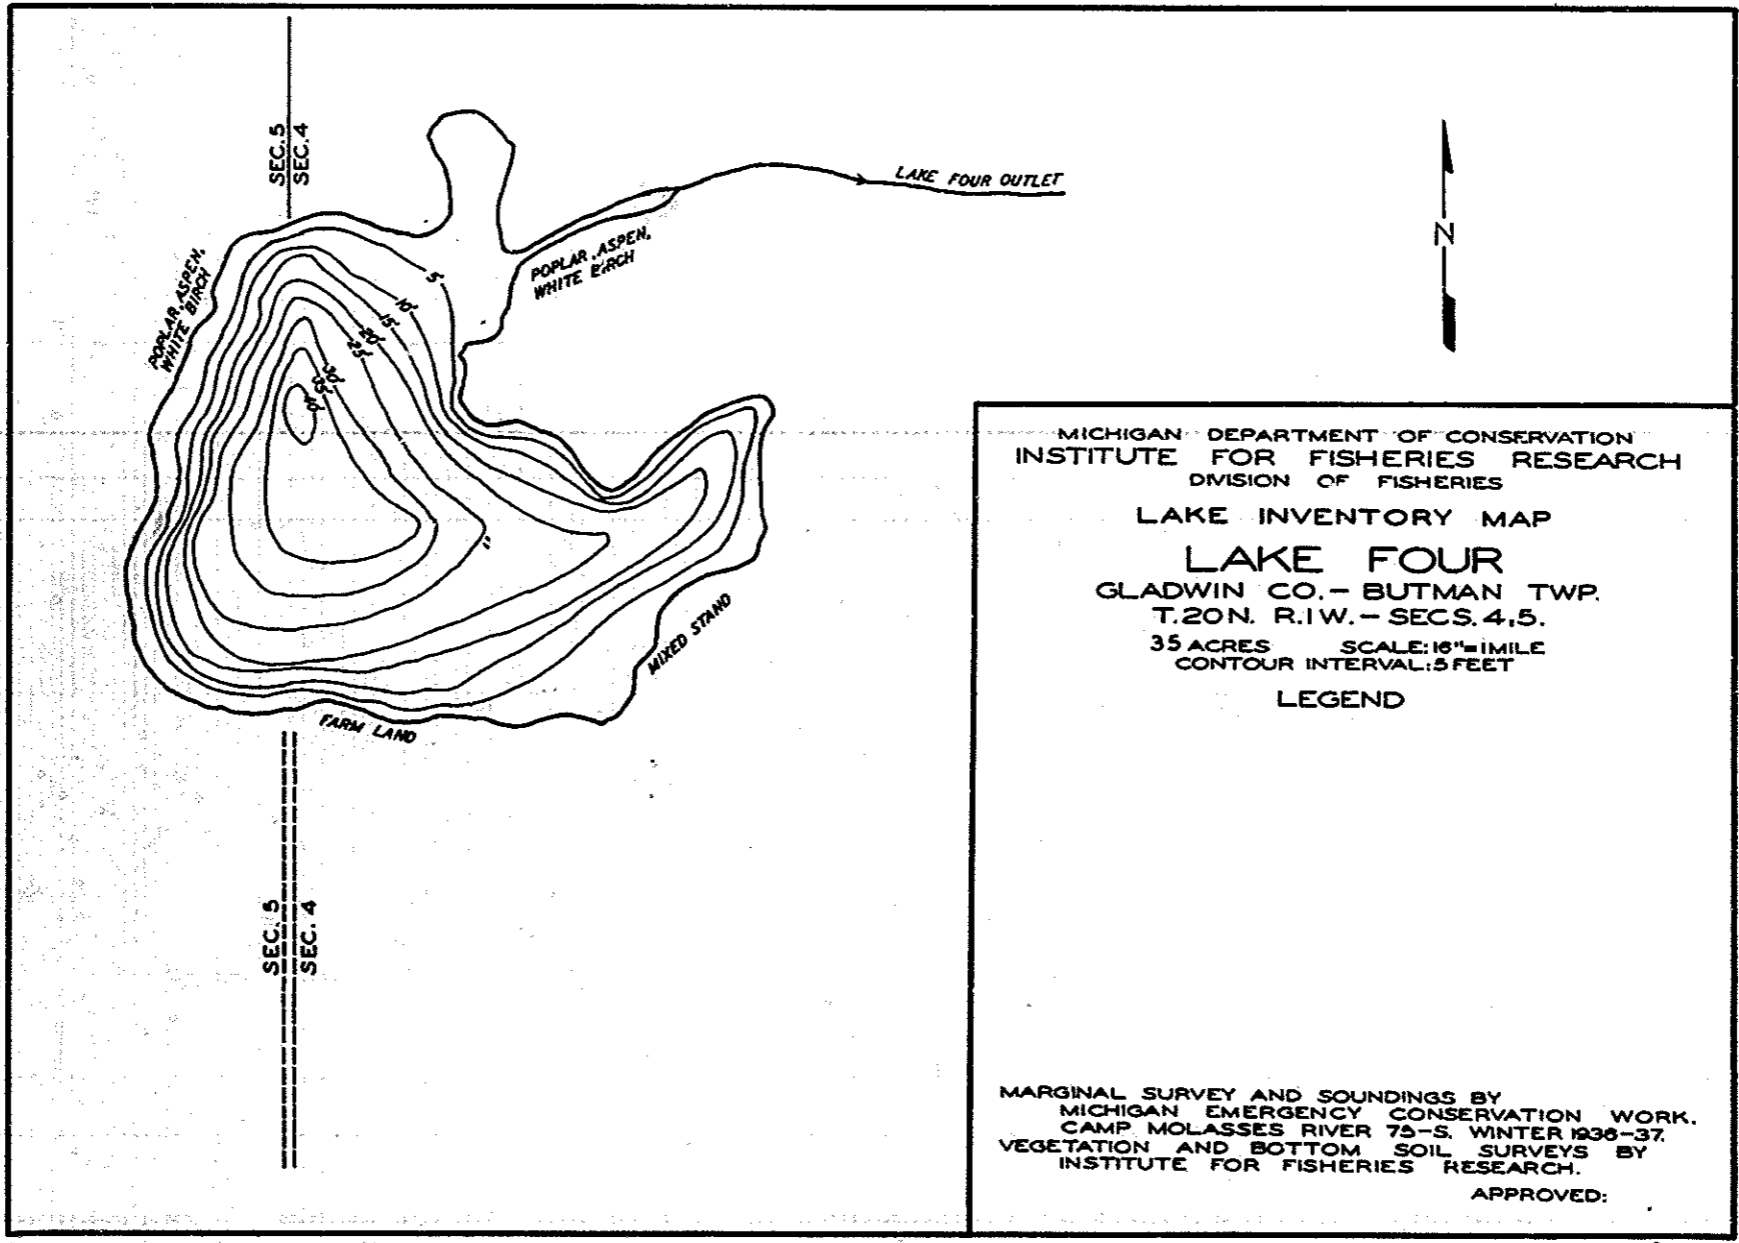 SEC. 5
SEC. 4
LAKE FOUR OUTLET
POPLAR, ASPEN,
WHITE BIRCH
POPLAR, ASPEN,
WHITE BIRCH
N
5'
10'
15'
20'
25'
30'
35'
40'
MIXED STAND
FARM LAND
SEC. 5
SEC. 4
MICHIGAN DEPARTMENT OF CONSERVATION
INSTITUTE FOR FISHERIES RESEARCH
DIVISION OF FISHERIES
LAKE INVENTORY MAP
LAKE FOUR
GLADWIN CO. - BUTMAN TWP.
T.20N. R.1W. - SECS. 4,5.
35 ACRES SCALE: 16"=1MILE
CONTOUR INTERVAL: 5 FEET
LEGEND
MARGINAL SURVEY AND SOUNDINGS BY
MICHIGAN EMERGENCY CONSERVATION WORK.
CAMP MOLASSES RIVER 75-S. WINTER 1936-37.
VEGETATION AND BOTTOM SOIL SURVEYS BY
INSTITUTE FOR FISHERIES RESEARCH.
APPROVED: